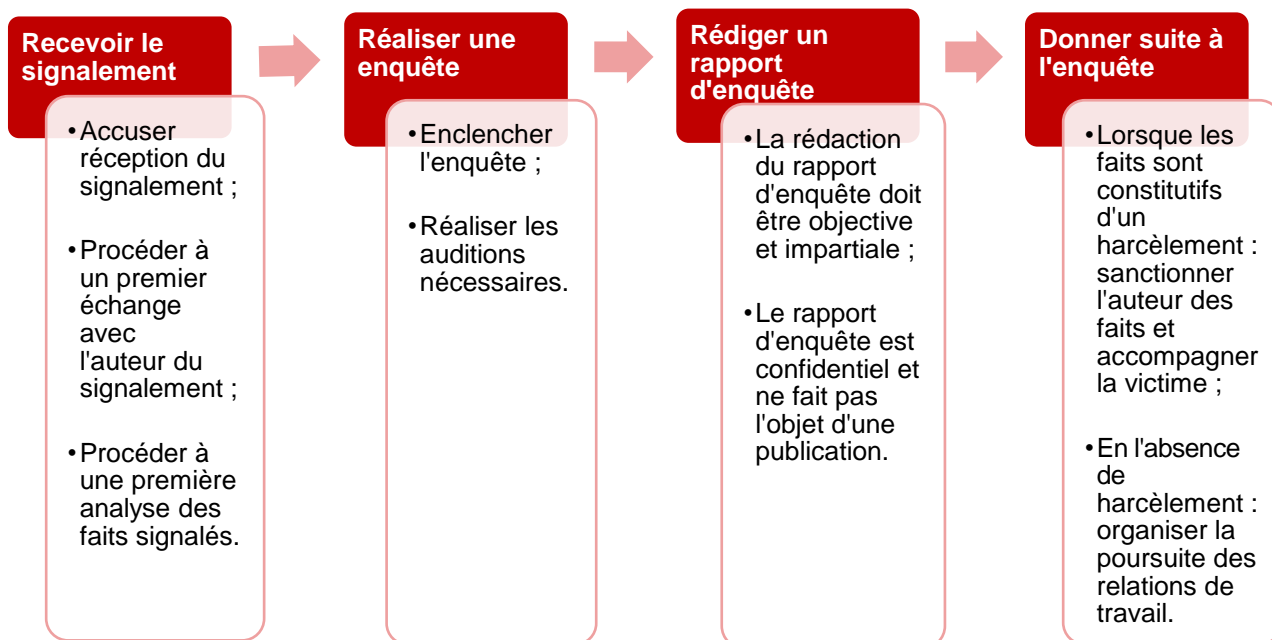 Recevoir le
signalement
•Accuser
réception du
signalement ;
•Procéder à
un premier
échange
avec
l'auteur du
signalement ;
•Procéder à
une première
analyse des
faits signalés.
Réaliser une
enquête
•Enclencher
l'enquête ;
•Réaliser les
auditions
nécessaires.
Rédiger un
rapport
d'enquête
•La rédaction
du rapport
d'enquête doit
être objective
et impartiale ;
•Le rapport
d'enquête est
confidentiel et
ne fait pas
l'objet d'une
publication.
Donner suite à
l'enquête
•Lorsque les
faits sont
constitutifs
d'un
harcèlement :
sanctionner
l'auteur des
faits et
accompagner
la victime ;
•En l'absence
de
harcèlement :
organiser la
poursuite des
relations de
travail.